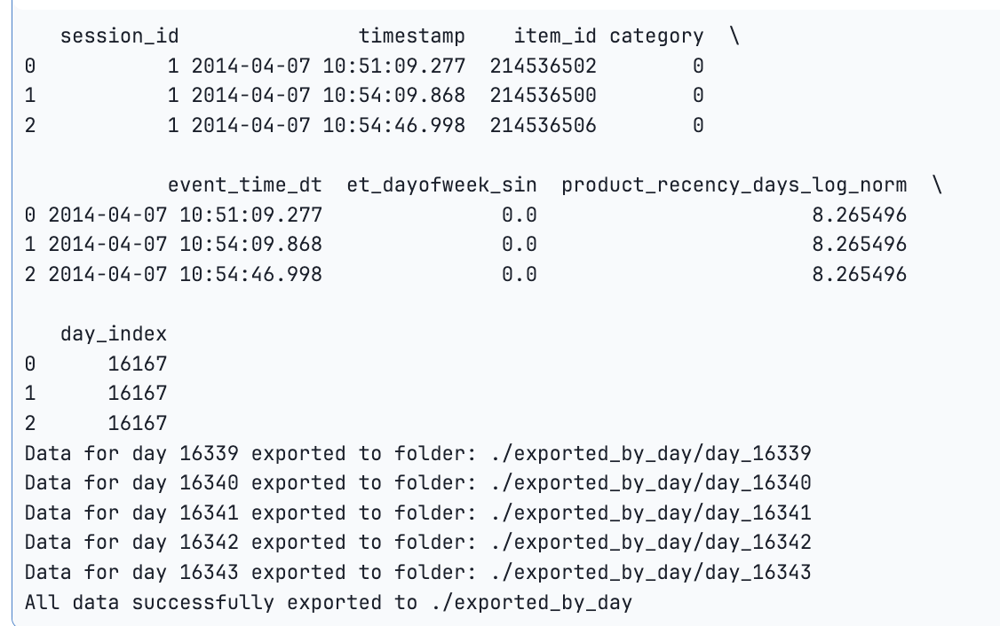 session_id               timestamp    item_id category  \
0           1 2014-04-07 10:51:09.277  214536502        0
1           1 2014-04-07 10:54:09.868  214536500        0
2           1 2014-04-07 10:54:46.998  214536506        0
            event_time_dt  et_dayofweek_sin  product_recency_days_log_norm  \
0 2014-04-07 10:51:09.277               0.0                       8.265496
1 2014-04-07 10:54:09.868               0.0                       8.265496
2 2014-04-07 10:54:46.998               0.0                       8.265496
   day_index
0      16167
1      16167
2      16167
Data for day 16339 exported to folder: ./exported_by_day/day_16339
Data for day 16340 exported to folder: ./exported_by_day/day_16340
Data for day 16341 exported to folder: ./exported_by_day/day_16341
Data for day 16342 exported to folder: ./exported_by_day/day_16342
Data for day 16343 exported to folder: ./exported_by_day/day_16343
All data successfully exported to ./exported_by_day